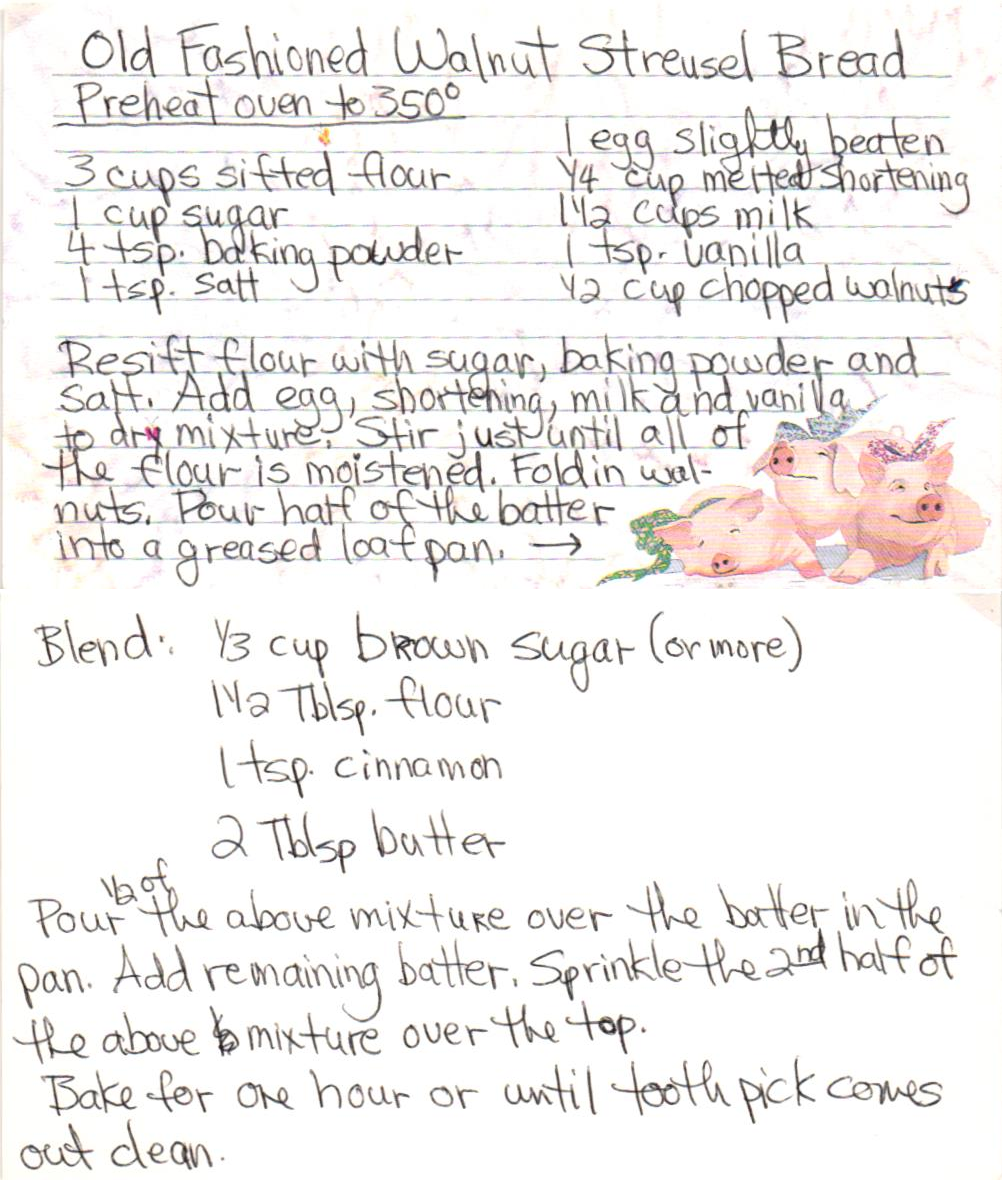 Old Fashioned Walnut Streusel Bread
Preheat oven to 350°
3 cups sifted flour
1 cup sugar
4 tsp. baking powder
1 tsp. salt
1 egg slightly beaten
1/4 cup melted shortening
1 1/2 cups milk
1 tsp. vanilla
1/2 cup chopped walnuts
Resift flour with sugar, baking powder and
salt. Add egg, shortening, milk and vanilla
to dry mixture. Stir just until all of
the flour is moistened. Fold in wal-
nuts. Pour half of the batter
into a greased loaf pan. →
Blend: 1/3 cup brown sugar (or more)
1 1/2 Tblsp. flour
1 tsp. cinnamon
2 Tblsp butter
Pour 1/2 of the above mixture over the batter in the
pan. Add remaining batter. Sprinkle the 2nd half of
the above mixture over the top.
Bake for one hour or until tooth pick comes
out clean.